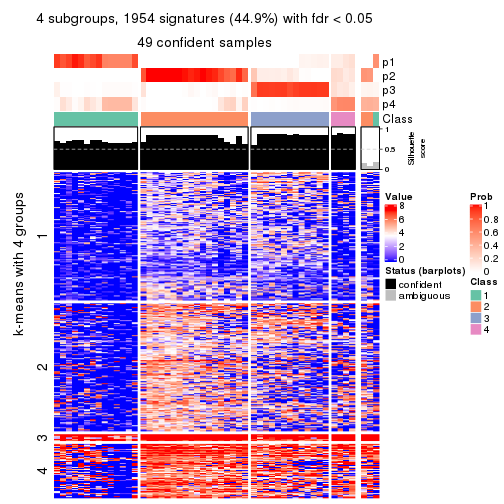 4 subgroups, 1954 signatures (44.9%) with fdr < 0.05
49 confident samples
p1
p2
p3
p4
Class
1
0.5
0
Silhouette
score
k-means with 4 groups
1
2
3
4
Value
8
6
4
2
0
Status (barplots)
confident
ambiguous
Prob
1
0.8
0.6
0.4
0.2
0
Class
1
2
3
4